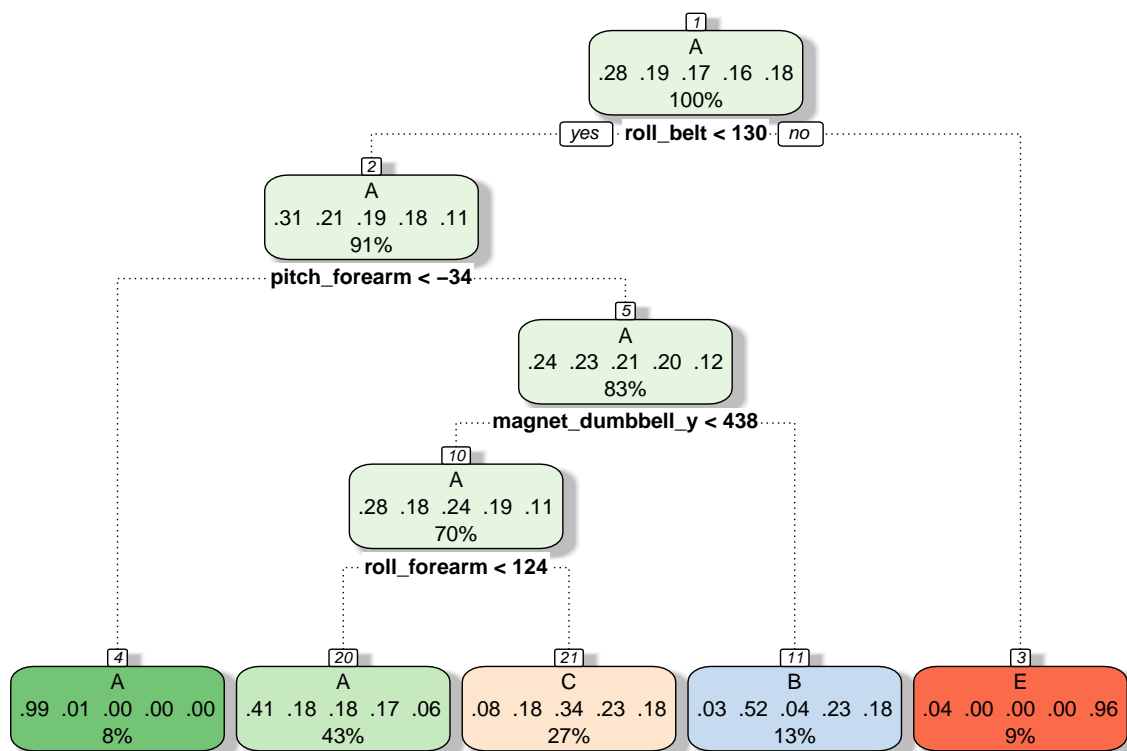 1
A
.28 .19 .17 .16 .18
100%
yes roll_belt < 130 no
2
A
.31 .21 .19 .18 .11
91%
pitch_forearm < −34
5
A
.24 .23 .21 .20 .12
83%
magnet_dumbbell_y < 438
10
A
.28 .18 .24 .19 .11
70%
roll_forearm < 124
4
A
.99 .01 .00 .00 .00
8%
20
A
.41 .18 .18 .17 .06
43%
21
C
.08 .18 .34 .23 .18
27%
11
B
.03 .52 .04 .23 .18
13%
3
E
.04 .00 .00 .00 .96
9%